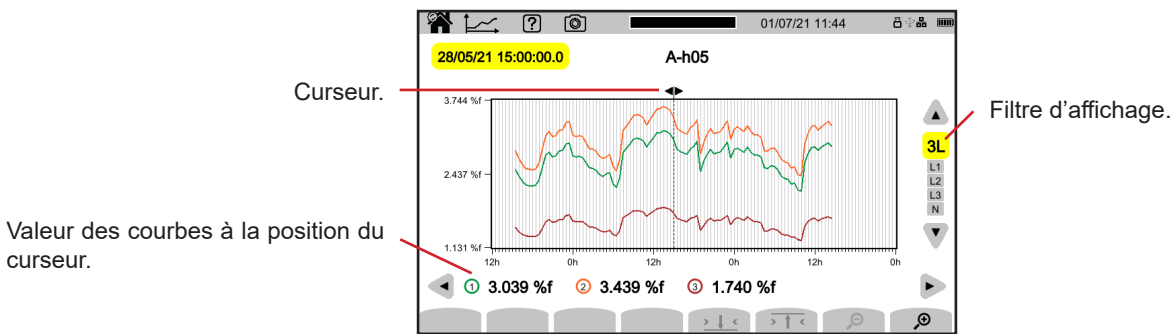 ?
01/07/21 11:44
28/05/21 15:00:00.0
A-h05
Curseur.
3.744 %f
Filtre d'affichage.
3L
2.437 %f
L1
L2
L3
N
Valeur des courbes à la position du
curseur.
1.131 %f
12h 0h 12h 0h 12h 0h
1 3.039 %f 2 3.439 %f 3 1.740 %f